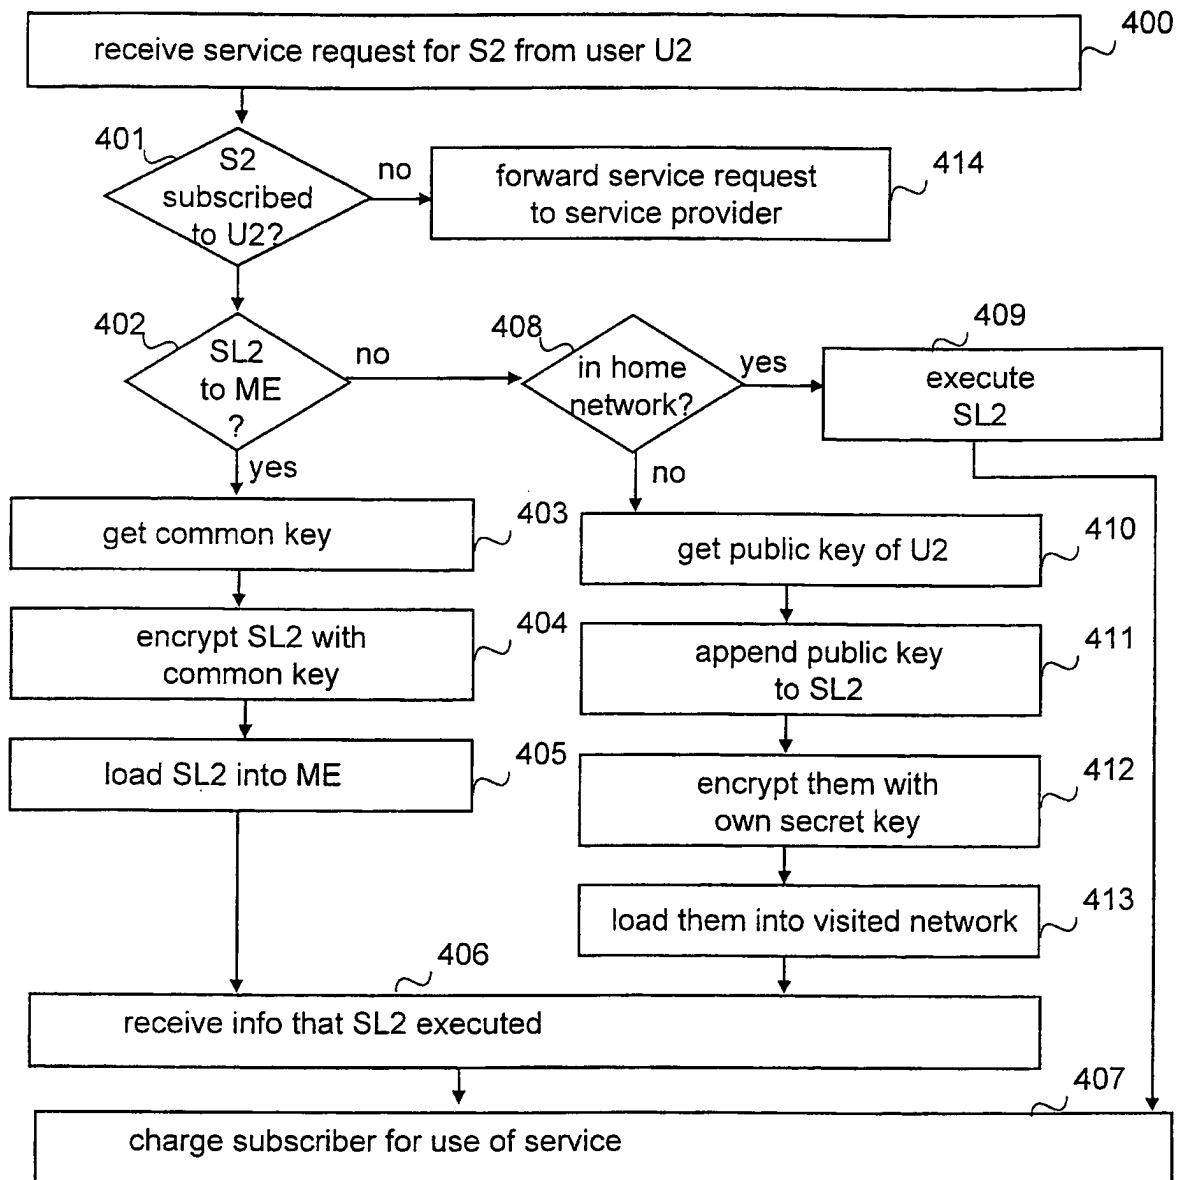 400
receive service request for S2 from user U2
401
S2
subscribed
to U2?
no
forward service request
to service provider
414
402
SL2
to ME
?
no
408
in home
network?
yes
409
execute
SL2
yes
no
get common key
403
get public key of U2
410
encrypt SL2 with
common key
404
append public key
to SL2
411
load SL2 into ME
405
encrypt them with
own secret key
412
load them into visited network
413
406
receive info that SL2 executed
407
charge subscriber for use of service